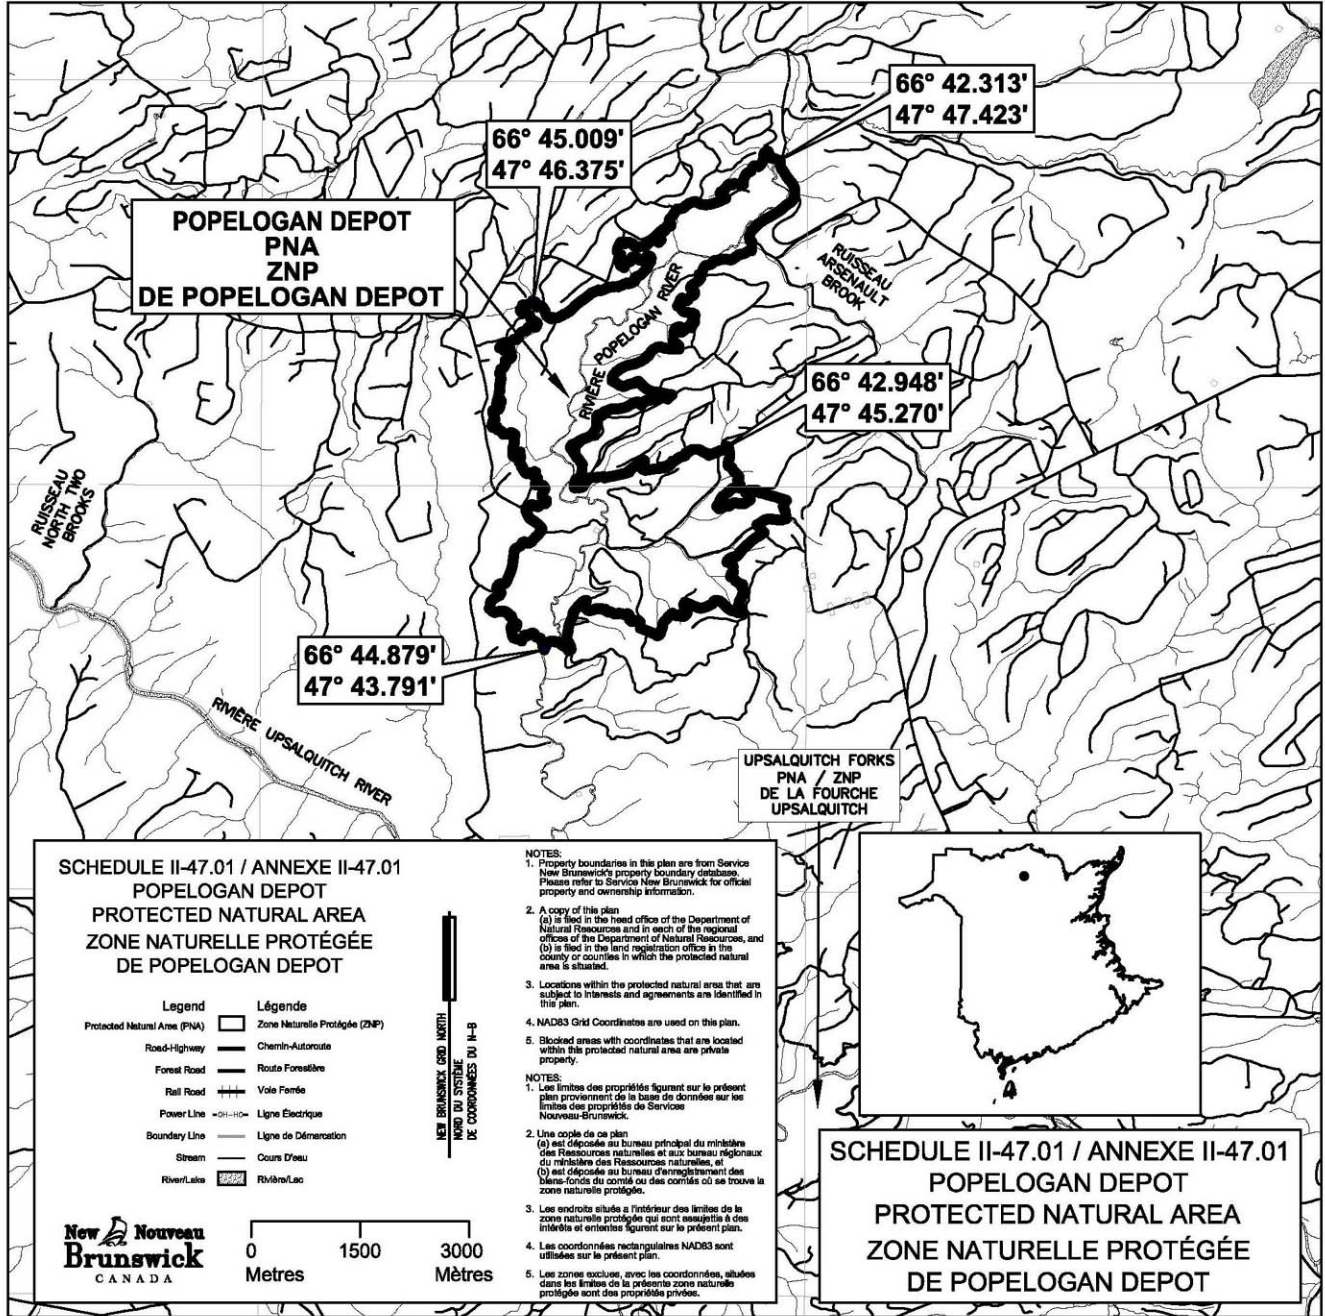 66° 42.313'
47° 47.423'
66° 45.009'
47° 46.375'
POPELOGAN DEPOT
PNA
ZNP
DE POPELOGAN DEPOT
RUISSEAU
ARSENAULT
BROOK
RIVIÈRE POPELOGAN RIVER
66° 42.948'
47° 45.270'
RUISSEAU
NORTH TWO
BROOKS
66° 44.879'
47° 43.791'
RIVIÈRE UPSALQUITCH RIVER
UPSALQUITCH FORKS
PNA / ZNP
DE LA FOURCHE
UPSALQUITCH
SCHEDULE II-47.01 / ANNEXE II-47.01
POPELOGAN DEPOT
PROTECTED NATURAL AREA
ZONE NATURELLE PROTÉGÉE
DE POPELOGAN DEPOT
Legend Légende
Protected Natural Area (PNA) Zone Naturelle Protégée (ZNP)
Road-Highway Chemin-Autoroute
Forest Road Route Forestière
Rail Road Voie Ferrée
Power Line -OH-HO- Ligne Électrique
Boundary Line Ligne de Démarcation
Stream Cours D'eau
River/Lake Rivière/Lac
NEW BRUNSWICK GRID NORTH
NORD DU SYSTÈME
DE COORDONNÉES DU N-B
New Nouveau
Brunswick
CANADA
0 1500 3000
Metres Mètres
NOTES:
1. Property boundaries in this plan are from Service
New Brunswick's property boundary database.
Please refer to Service New Brunswick for official
property and ownership information.
2. A copy of this plan
(a) is filed in the head office of the Department of
Natural Resources and in each of the regional
offices of the Department of Natural Resources, and
(b) is filed in the land registration office in the
county or counties in which the protected natural
area is situated.
3. Locations within the protected natural area that are
subject to interests and agreements are identified in
this plan.
4. NAD83 Grid Coordinates are used on this plan.
5. Blocked areas with coordinates that are located
within this protected natural area are private
property.
NOTES:
1. Les limites des propriétés figurant sur le présent
plan proviennent de la base de données sur les
limites des propriétés de Services
Nouveau-Brunswick.
2. Une copie de ce plan
(a) est déposée au bureau principal du ministère
des Ressources naturelles et aux bureau régionaux
du ministère des Ressources naturelles, et
(b) est déposée au bureau d'enregistrement des
biens-fonds du comté ou des comtés où se trouve la
zone naturelle protégée.
3. Les endroits situés a l'intérieur des limites de la
zone naturelle protégée qui sont assujettis à des
intérêts et ententes figurent sur le présent plan.
4. Les coordonnées rectangulaires NAD83 sont
utilisées sur le présent plan.
5. Les zones exclues, avec les coordonnées, situées
dans les limites de la présente zone naturelle
protégée sont des propriétés privées.
SCHEDULE II-47.01 / ANNEXE II-47.01
POPELOGAN DEPOT
PROTECTED NATURAL AREA
ZONE NATURELLE PROTÉGÉE
DE POPELOGAN DEPOT